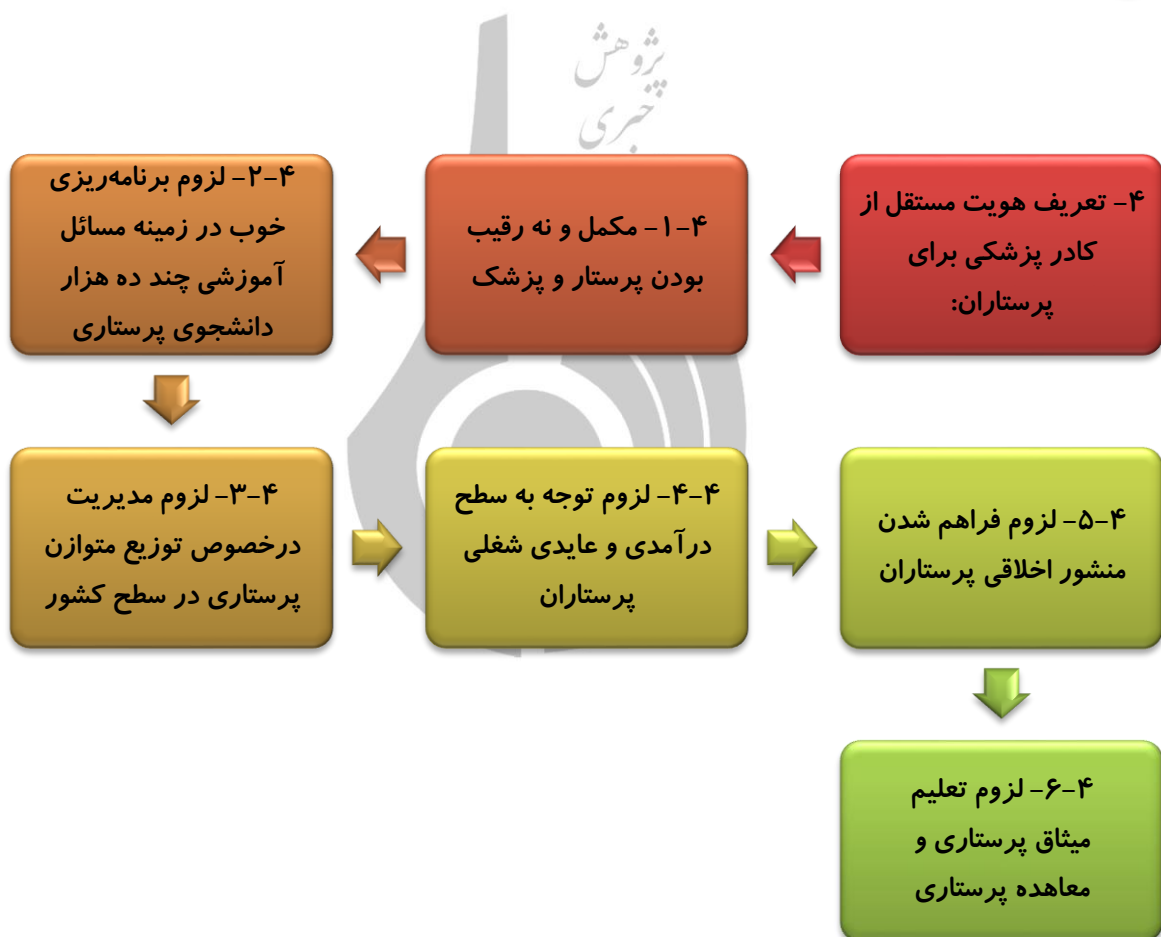 پژوهش
خبری
۴- تعریف هویت مستقل از
کادر پزشکی برای
پرستاران:
۴-۱- مکمل و نه رقیب
بودن پرستار و پزشک
۴-۲- لزوم برنامه‌ریزی
خوب در زمینه مسائل
آموزشی چند ده هزار
دانشجوی پرستاری
۴-۳- لزوم مدیریت
درخصوص توزیع متوازن
پرستاری در سطح کشور
۴-۴- لزوم توجه به سطح
درآمدی و عایدی شغلی
پرستاران
۴-۵- لزوم فراهم شدن
منشور اخلاقی پرستاران
۴-۶- لزوم تعلیم
میثاق پرستاری و
معاهده پرستاری